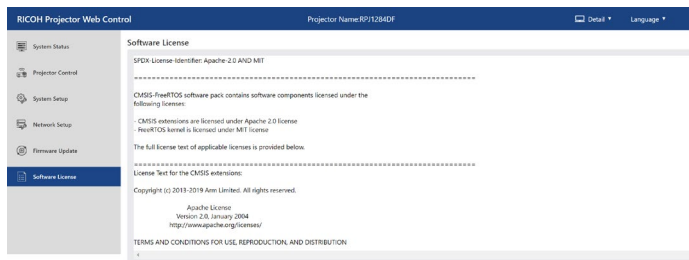 RICOH Projector Web Control
Projector Name:RPJ1284DF
Detail
Language
System Status
Projector Control
System Setup
Network Setup
Firmware Update
Software License
Software License
SPDX-License-Identifier: Apache-2.0 AND MIT
===========================================================================
CMSIS-FreeRTOS software pack contains software components licensed under the
following licenses:
- CMSIS extensions are licensed under Apache 2.0 license
- FreeRTOS kernel is licensed under MIT license
The full license text of applicable licenses is provided below.
===========================================================================
License Text for the CMSIS extensions:
Copyright (c) 2013-2019 Arm Limited. All rights reserved.
Apache License
Version 2.0, January 2004
http://www.apache.org/licenses/
TERMS AND CONDITIONS FOR USE, REPRODUCTION, AND DISTRIBUTION